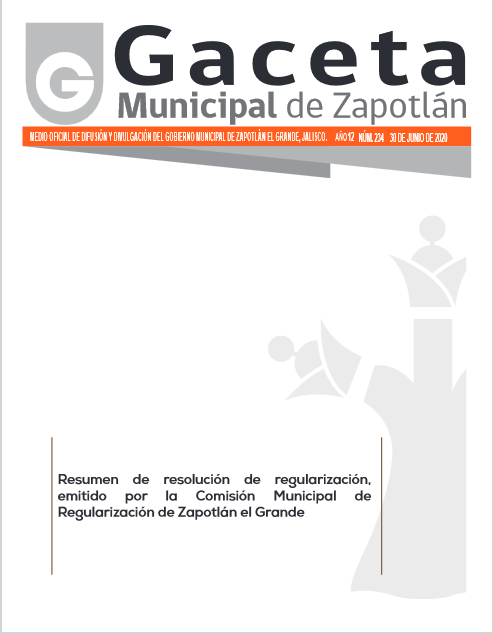 G
Gaceta
Municipal de Zapotlán
MEDIO OFICIAL DE DIFUSIÓN Y DIVULGACIÓN DEL GOBIERNO MUNICIPAL DE ZAPOTLÁN EL GRANDE, JALISCO. AÑO 12 NÚM. 234 30 DE JUNIO DE 2020
Resumen de resolución de regularización,
emitido por la Comisión Municipal de
Regularización de Zapotlán el Grande